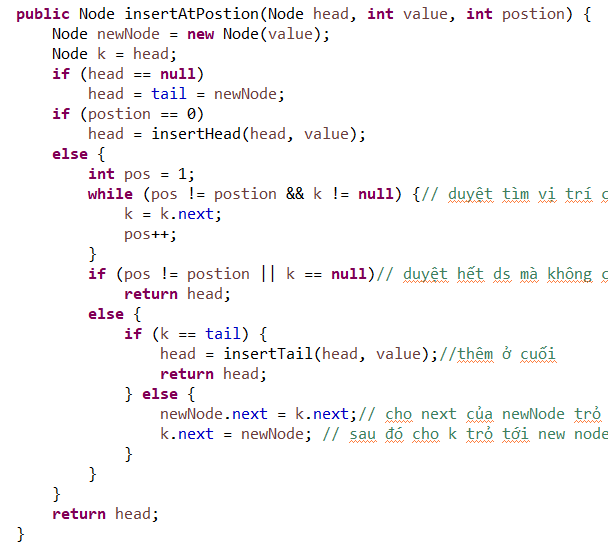 public Node insertAtPostion(Node head, int value, int postion) {
    Node newNode = new Node(value);
    Node k = head;
    if (head == null)
        head = tail = newNode;
    if (postion == 0)
        head = insertHead(head, value);
    else {
        int pos = 1;
        while (pos != postion && k != null) {// duyệt tìm vị trí
            k = k.next;
            pos++;
        }
        if (pos != postion || k == null)// duyệt hết ds mà không
            return head;
        else {
            if (k == tail) {
                head = insertTail(head, value);//thêm ở cuối
                return head;
            } else {
                newNode.next = k.next;// cho next của newNode trỏ
                k.next = newNode; // sau đó cho k trỏ tới new node
            }
        }
    }
    return head;
}